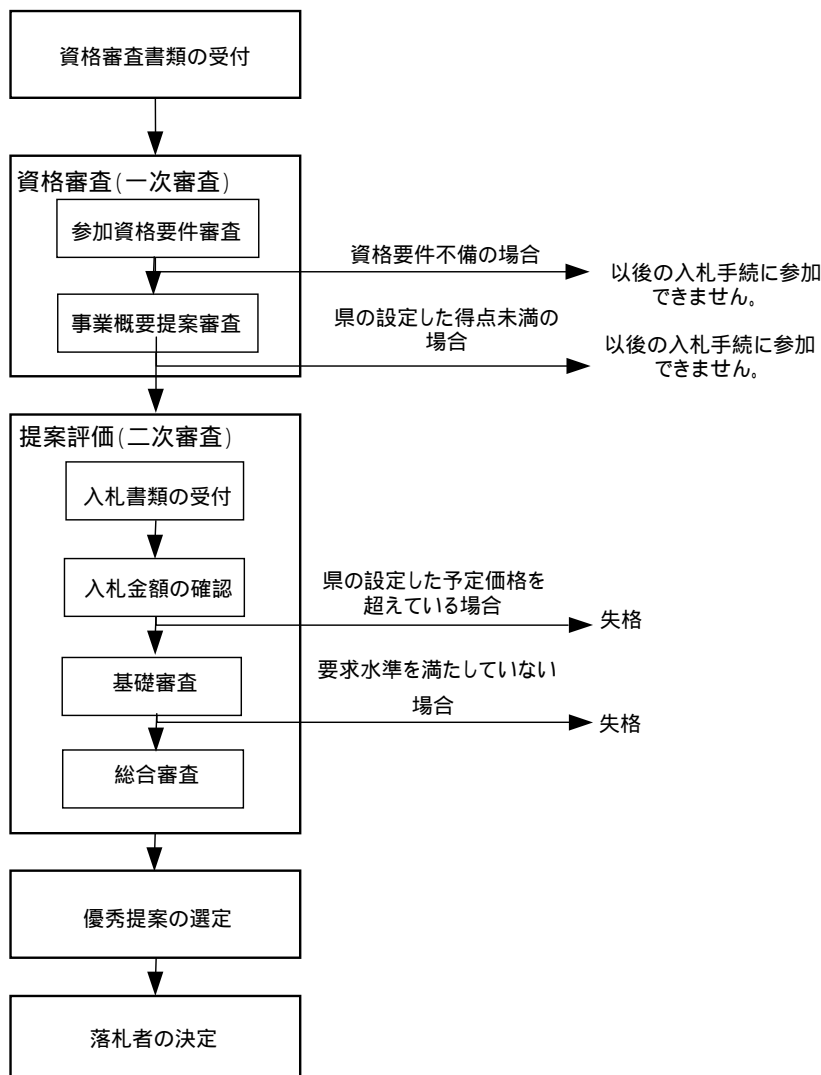 資格審査書類の受付
資格審査(一次審査)
参加資格要件審査
資格要件不備の場合
以後の入札手続に参加
できません。
事業概要提案審査
県の設定した得点未満の
場合
以後の入札手続に参加
できません。
提案評価(二次審査)
入札書類の受付
入札金額の確認
県の設定した予定価格を
超えている場合
失格
基礎審査
要求水準を満たしていない
場合
失格
総合審査
優秀提案の選定
落札者の決定